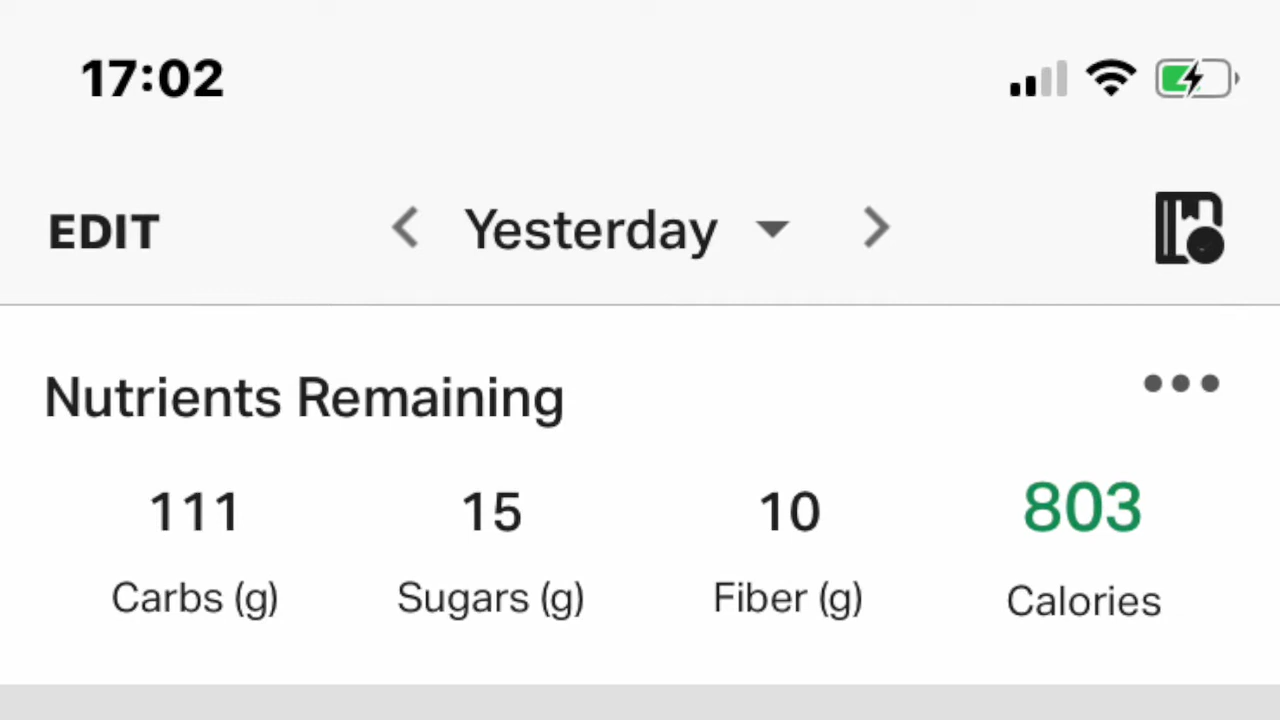 17:02
EDIT Yesterday
Nutrients Remaining
111 15 10 803
Carbs (g) Sugars (g) Fiber (g) Calories